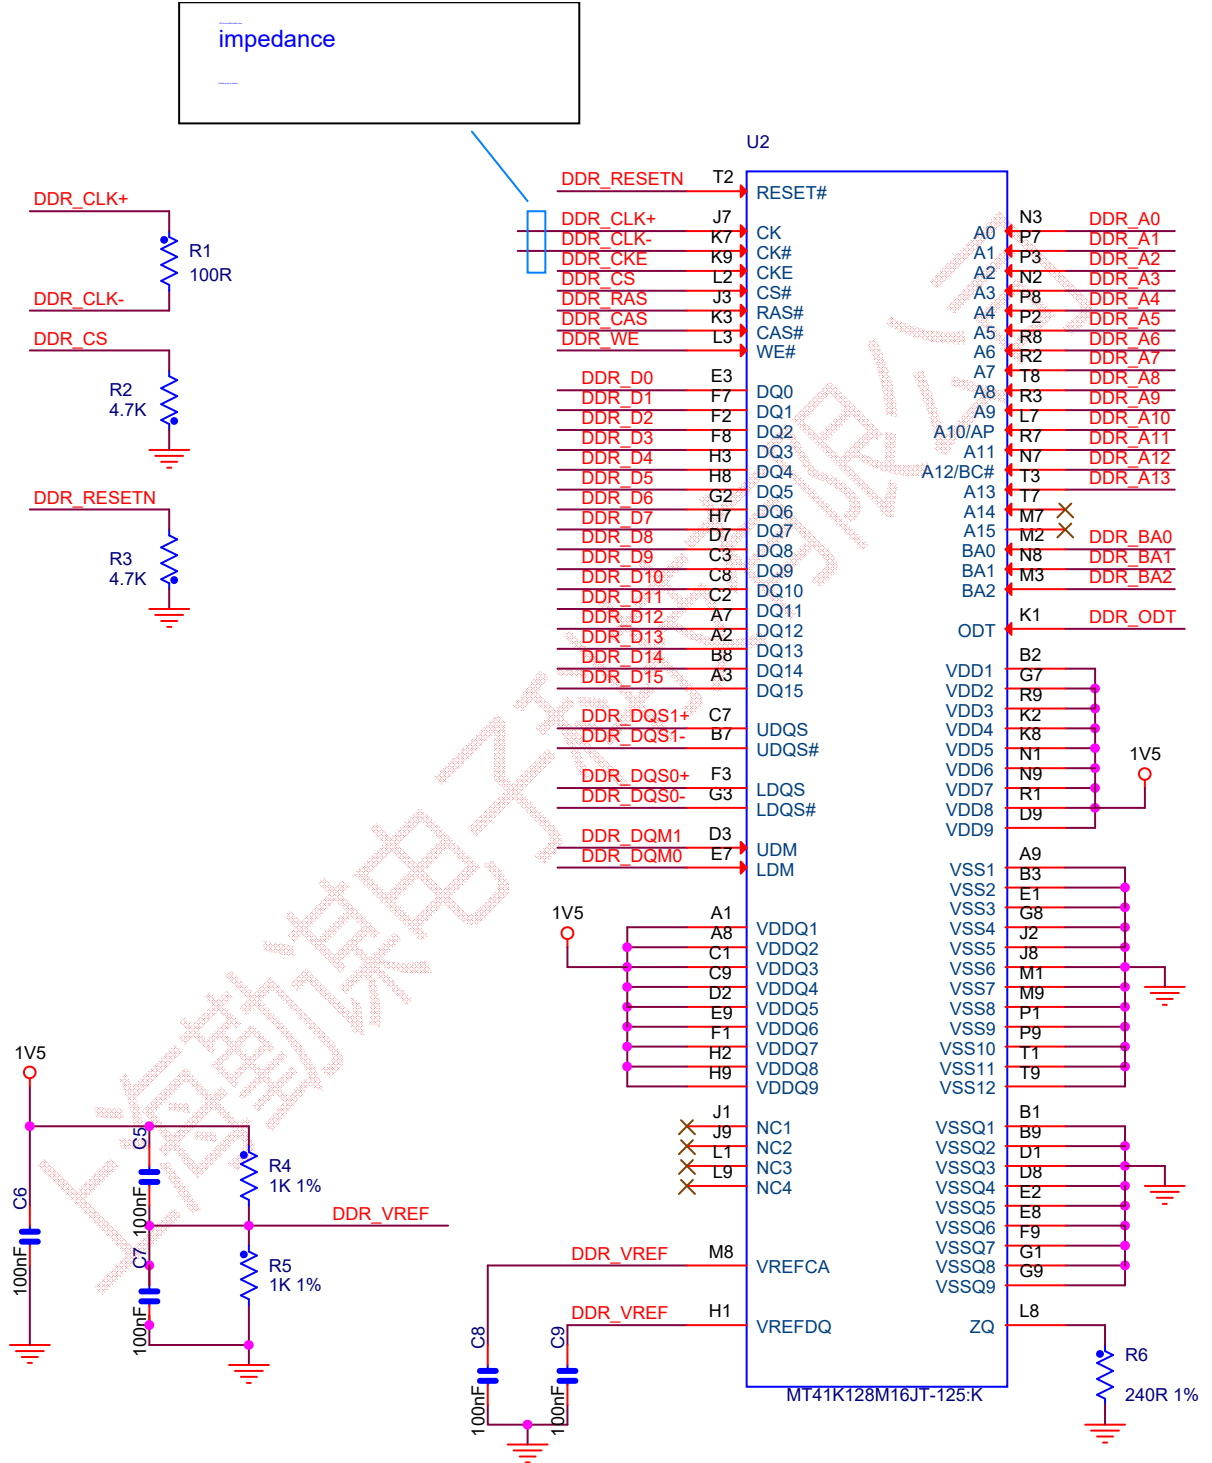 impedance
U2
DDR_CLK+
R1
100R
DDR_CLK-
DDR_CS
R2
4.7K
DDR_RESETN
R3
4.7K
DDR_RESETN T2 RESET#
DDR_CLK+ J7 CK
DDR_CLK- K7 CK#
DDR_CKE K9 CKE
DDR_CS L2 CS#
DDR_RAS J3 RAS#
DDR_CAS K3 CAS#
DDR_WE L3 WE#
DDR_D0 E3 DQ0
DDR_D1 F7 DQ1
DDR_D2 F2 DQ2
DDR_D3 F8 DQ3
DDR_D4 H3 DQ4
DDR_D5 H8 DQ5
DDR_D6 G2 DQ6
DDR_D7 H7 DQ7
DDR_D8 D7 DQ8
DDR_D9 C3 DQ9
DDR_D10 C8 DQ10
DDR_D11 C2 DQ11
DDR_D12 A7 DQ12
DDR_D13 A2 DQ13
DDR_D14 B8 DQ14
DDR_D15 A3 DQ15
DDR_DQS1+ C7 UDQS
DDR_DQS1- B7 UDQS#
DDR_DQS0+ F3 LDQS
DDR_DQS0- G3 LDQS#
DDR_DQM1 D3 UDM
DDR_DQM0 E7 LDM
1V5
A1 VDDQ1
A8 VDDQ2
C1 VDDQ3
C9 VDDQ4
D2 VDDQ5
E9 VDDQ6
F1 VDDQ7
H2 VDDQ8
H9 VDDQ9
J1 NC1
J9 NC2
L1 NC3
L9 NC4
DDR_VREF M8 VREFCA
DDR_VREF H1 VREFDQ
C8
100nF
C9
100nF
A0 N3 DDR_A0
A1 P7 DDR_A1
A2 P3 DDR_A2
A3 N2 DDR_A3
A4 P8 DDR_A4
A5 P2 DDR_A5
A6 R8 DDR_A6
A7 R2 DDR_A7
A8 T8 DDR_A8
A9 R3 DDR_A9
A10/AP L7 DDR_A10
A11 R7 DDR_A11
A12/BC# N7 DDR_A12
A13 T3 DDR_A13
A14 T7
A15 M7
BA0 M2 DDR_BA0
BA1 N8 DDR_BA1
BA2 M3 DDR_BA2
ODT K1 DDR_ODT
VDD1 B2
VDD2 G7
VDD3 R9
VDD4 K2
VDD5 K8
VDD6 N1
VDD7 N9
VDD8 R1
VDD9 D9
1V5
VSS1 A9
VSS2 B3
VSS3 E1
VSS4 G8
VSS5 J2
VSS6 J8
VSS7 M1
VSS8 M9
VSS9 P1
VSS10 P9
VSS11 T1
VSS12 T9
VSSQ1 B1
VSSQ2 B9
VSSQ3 D1
VSSQ4 D8
VSSQ5 E2
VSSQ6 E8
VSSQ7 F9
VSSQ8 G1
VSSQ9 G9
ZQ L8
R6
240R 1%
MT41K128M16JT-125:K
1V5
C6
100nF
C5
100nF
C7
100nF
R4
1K 1%
R5
1K 1%
DDR_VREF